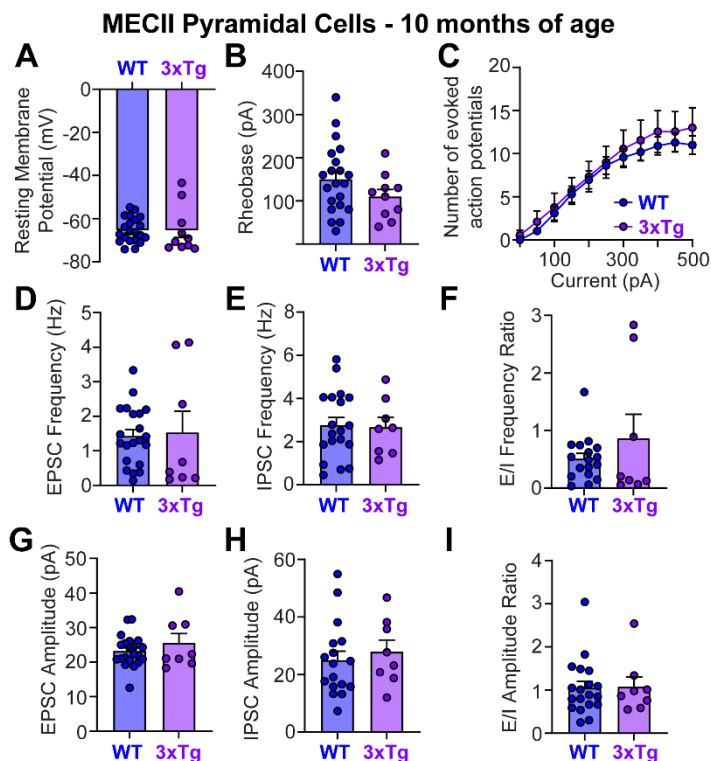 MECII Pyramidal Cells - 10 months of age
A
WT 3xTg
Resting Membrane
Potential (mV)
0
-20
-40
-60
-80
B
Rheobase (pA)
400
300
200
100
WT 3xTg
C
Number of evoked
action potentials
20
15
10
5
0
WT
3xTg
100 300 500
Current (pA)
D
EPSC Frequency (Hz)
5
4
3
2
1
0
WT 3xTg
E
IPSC Frequency (Hz)
8
6
4
2
0
WT 3xTg
F
E/I Frequency Ratio
3
2
1
0
WT 3xTg
G
EPSC Amplitude (pA)
50
40
30
20
10
0
WT 3xTg
H
IPSC Amplitude (pA)
60
40
20
0
WT 3xTg
I
E/I Amplitude Ratio
4
3
2
1
0
WT 3xTg